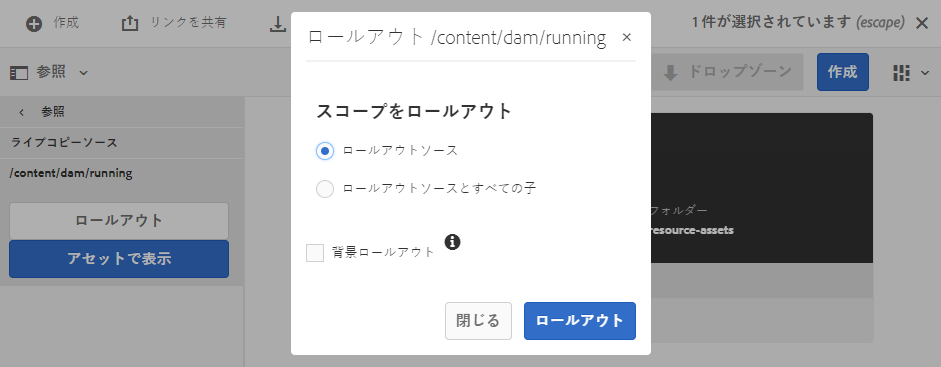 作成
リンクを共有
1件が選択されています (escape)
参照
ドロップゾーン
作成
参照
ライブコピーソース
/content/dam/running
ロールアウト
アセットで表示
ロールアウト /content/dam/running
スコープをロールアウト
ロールアウトソース
ロールアウトソースとすべての子
背景ロールアウト
閉じる
ロールアウト
フォルダー
resource-assets